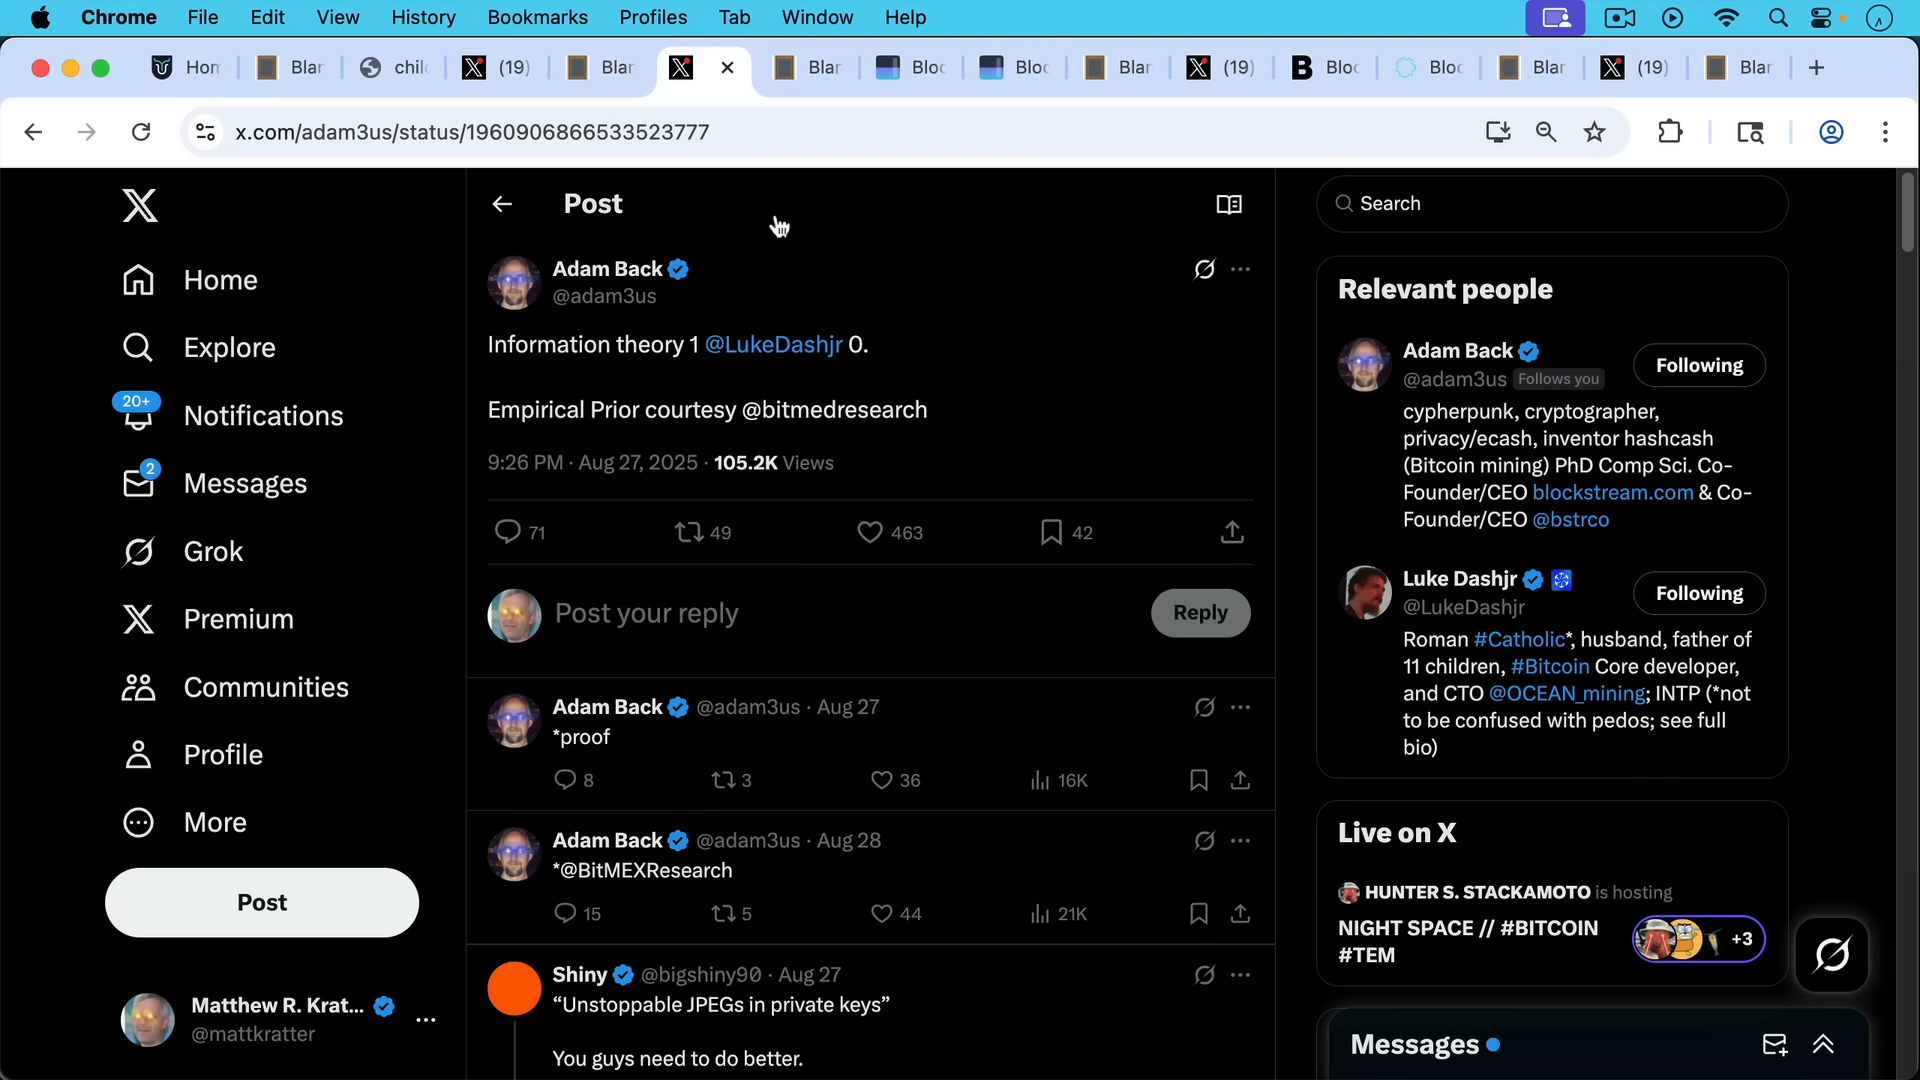 Chrome File Edit View History Bookmarks Profiles Tab Window Help
Hom Blar chil (19) Blar Blar Bloc Bloc Blar (19) Bloc Bloc Blar (19) Blar
x.com/adam3us/status/1960906866533523777
Home
Explore
20+
Notifications
2
Messages
Grok
Premium
Communities
Profile
More
Post
Matthew R. Krat...
@mattkratter
Post
Adam Back
@adam3us
Information theory 1 @LukeDashjr 0.
Empirical Prior courtesy @bitmedresearch
9:26 PM · Aug 27, 2025 · 105.2K Views
71 49 463 42
Post your reply
Reply
Adam Back @adam3us · Aug 27
*proof
8 3 36 16K
Adam Back @adam3us · Aug 28
*@BitMEXResearch
15 5 44 21K
Shiny @bigshiny90 · Aug 27
“Unstoppable JPEGs in private keys”
You guys need to do better.
Search
Relevant people
Adam Back
@adam3us Follows you
Following
cypherpunk, cryptographer,
privacy/ecash, inventor hashcash
(Bitcoin mining) PhD Comp Sci. Co-
Founder/CEO blockstream.com & Co-
Founder/CEO @bstrco
Luke Dashjr
@LukeDashjr
Following
Roman #Catholic*, husband, father of
11 children, #Bitcoin Core developer,
and CTO @OCEAN_mining; INTP (*not
to be confused with pedos; see full
bio)
Live on X
HUNTER S. STACKAMOTO is hosting
NIGHT SPACE // #BITCOIN
#TEM
+3
Messages